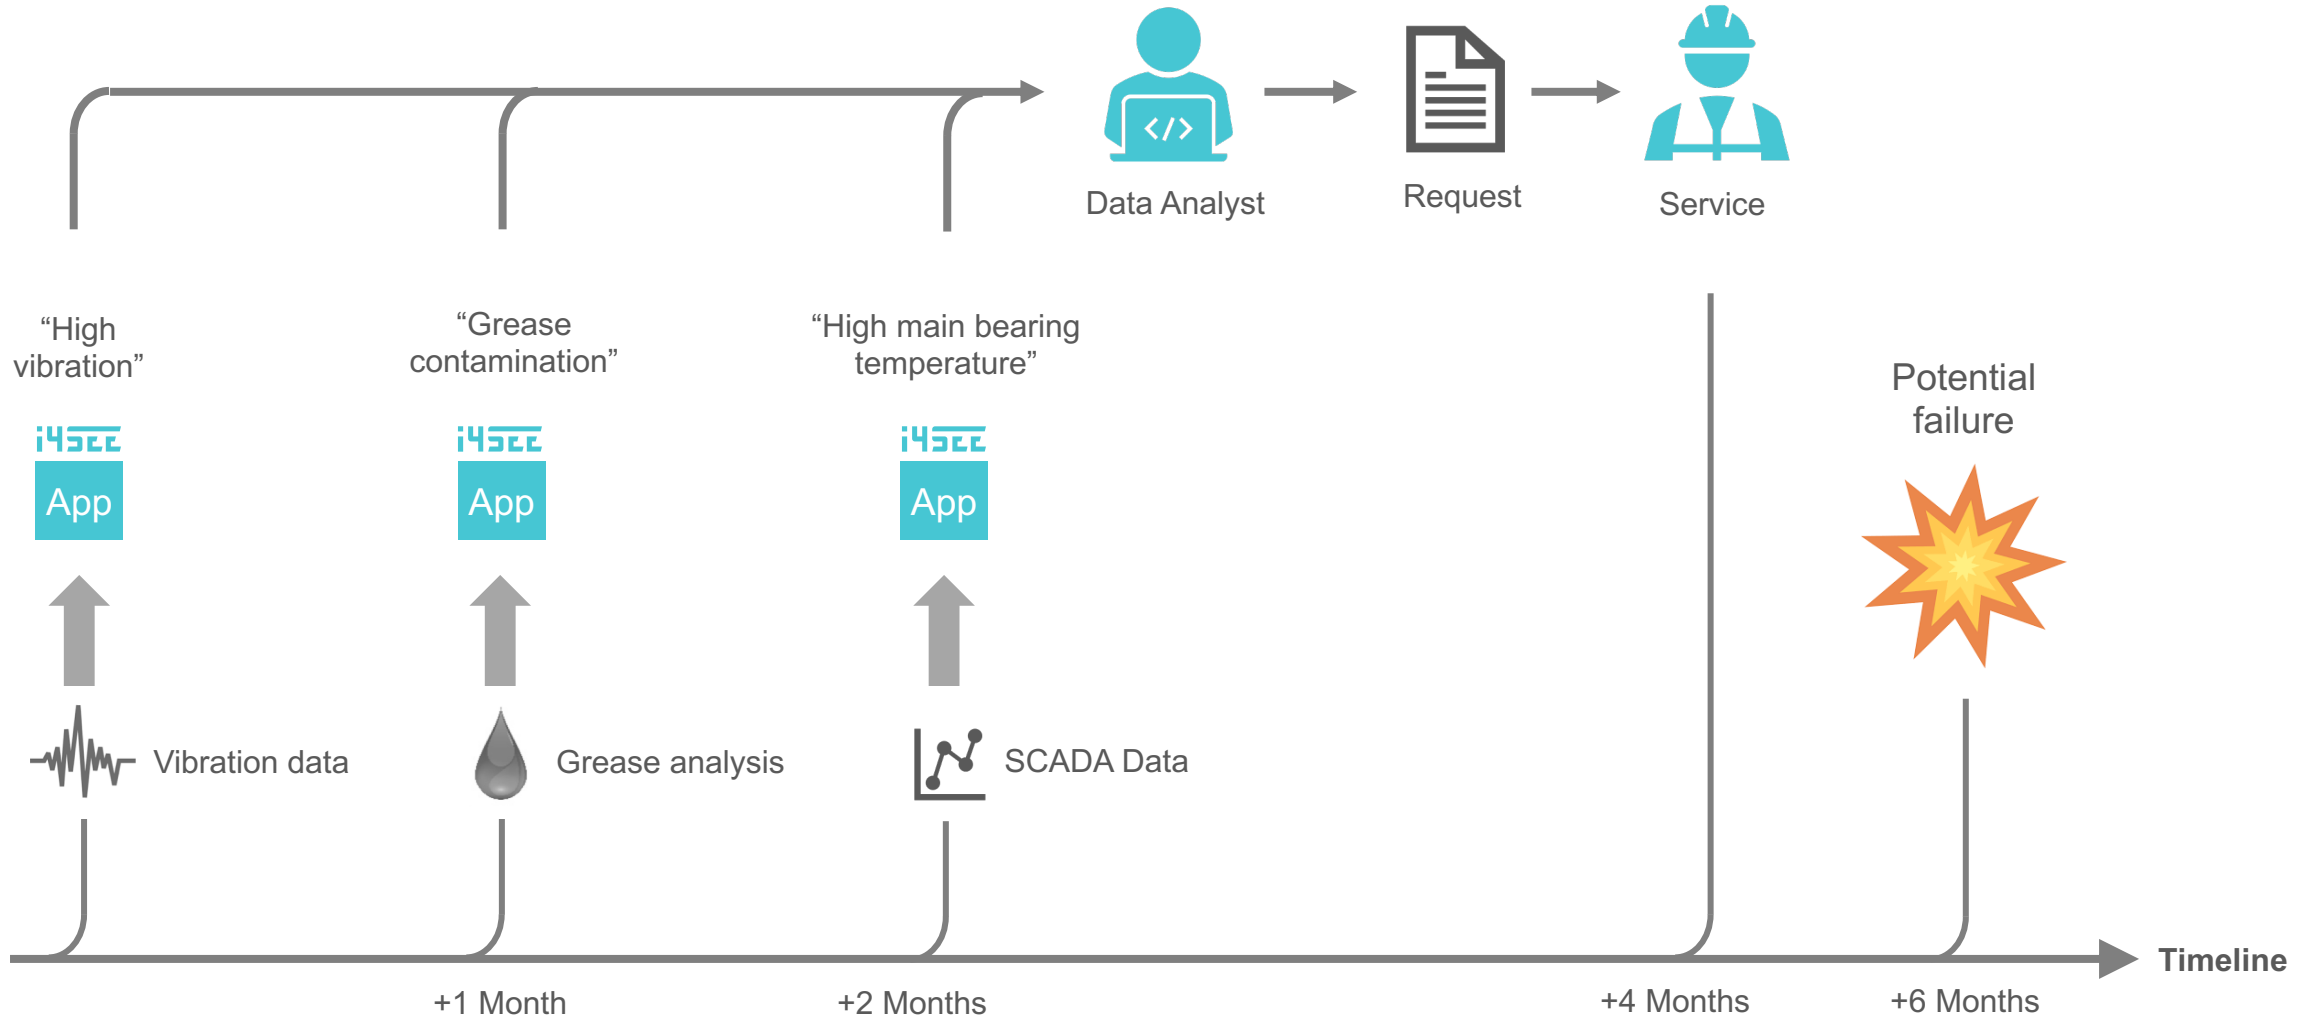 Data Analyst
Request
Service
“High
vibration”
“Grease
contamination”
“High main bearing
temperature”
Potential
failure
i4SEE
i4SEE
i4SEE
App
App
App
</>
Vibration data
Grease analysis
SCADA Data
Timeline
+1 Month
+2 Months
+4 Months
+6 Months